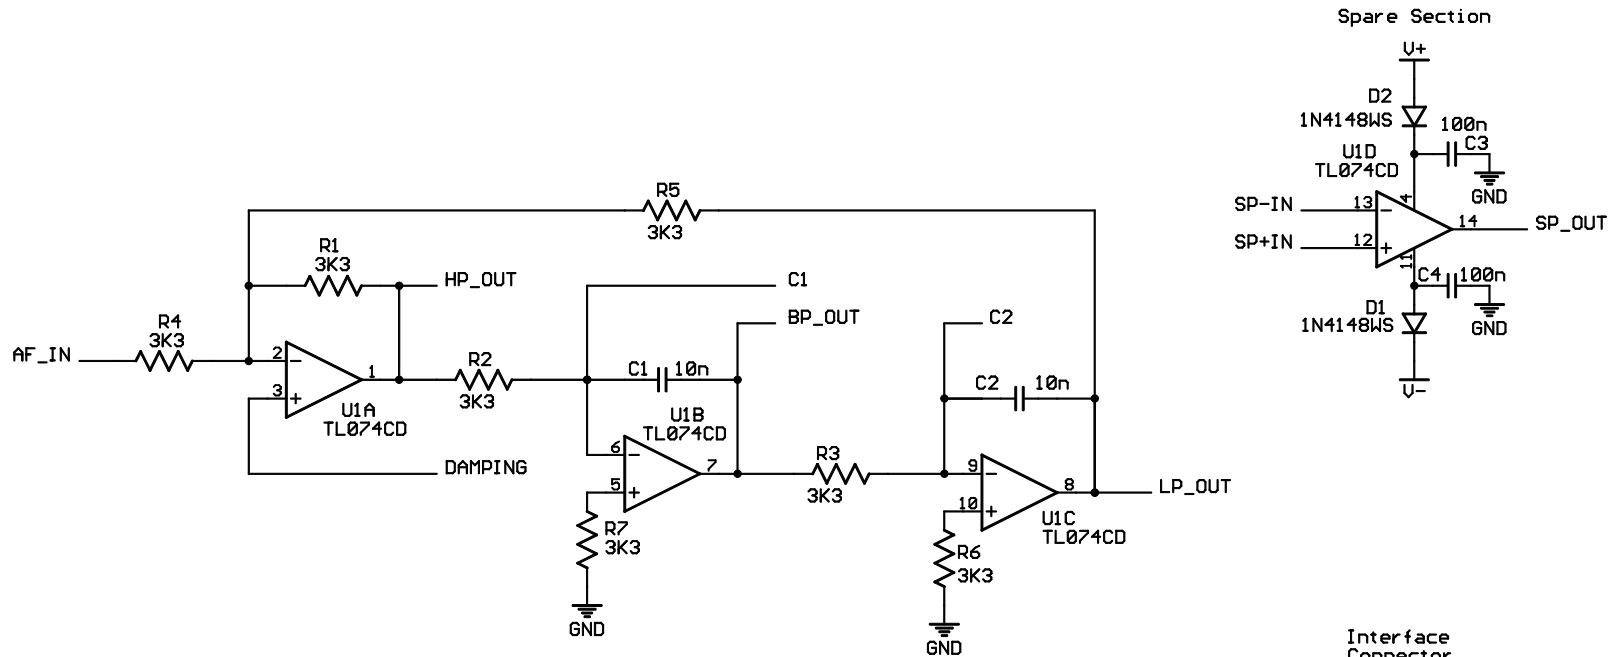 Spare Section
V+
D2
1N4148WS
100n
C3
U1D
TL074CD
GND
SP-IN
13
4
14
SP_OUT
SP+IN
12
11
C4
100n
D1
1N4148WS
GND
V-
R5
3K3
R1
3K3
HP_OUT
C1
R4
3K3
BP_OUT
C2
AF_IN
2
1
R2
3K3
C1
10n
C2
10n
3
U1A
TL074CD
U1B
TL074CD
6
7
R3
3K3
9
8
LP_OUT
DAMPING
5
10
U1C
TL074CD
R7
3K3
R6
3K3
GND
GND
Interface
Connector